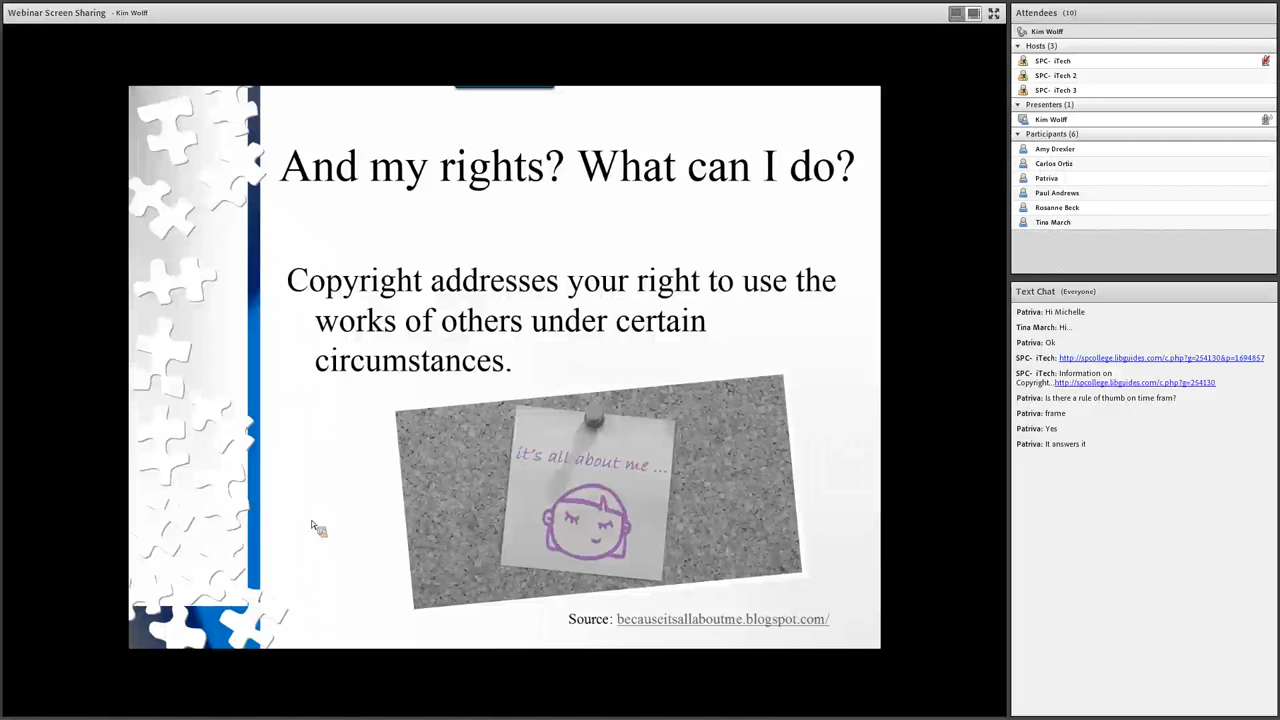 Webinar Screen Sharing - Kim Wolff
And my rights? What can I do?
Copyright addresses your right to use the
works of others under certain
circumstances.
it's all about me ...
Source: becauseitsallaboutme.blogspot.com/
Attendees (10)
Kim Wolff
Hosts (3)
SPC- iTech
SPC- iTech 2
SPC- iTech 3
Presenters (1)
Kim Wolff
Participants (6)
Amy Drexler
Carlos Ortiz
Patriva
Paul Andrews
Rosanne Beck
Tina March
Text Chat (Everyone)
Patriva: Hi Michelle
Tina March: Hi...
Patriva: Ok
SPC- iTech: http://spcollege.libguides.com/c.php?g=254130&p=1694857
SPC- iTech: Information on
Copyright...http://spcollege.libguides.com/c.php?g=254130
Patriva: Is there a rule of thumb on time fram?
Patriva: frame
Patriva: Yes
Patriva: It answers it